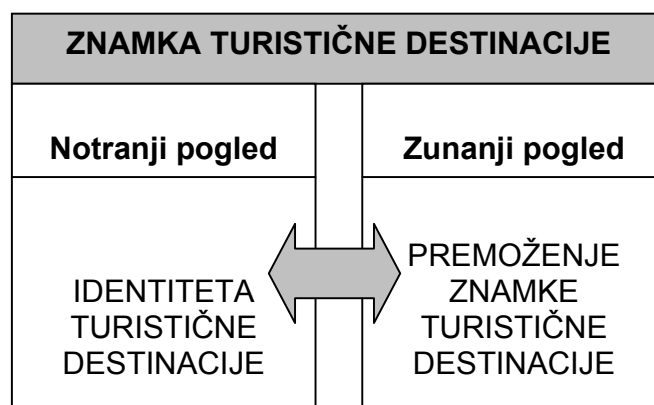 ZNAMKA TURISTIČNE DESTINACIJE
Notranji pogled
Zunanji pogled
IDENTITETA
TURISTIČNE
DESTINACIJE
PREMOŽENJE
ZNAMKE
TURISTIČNE
DESTINACIJE